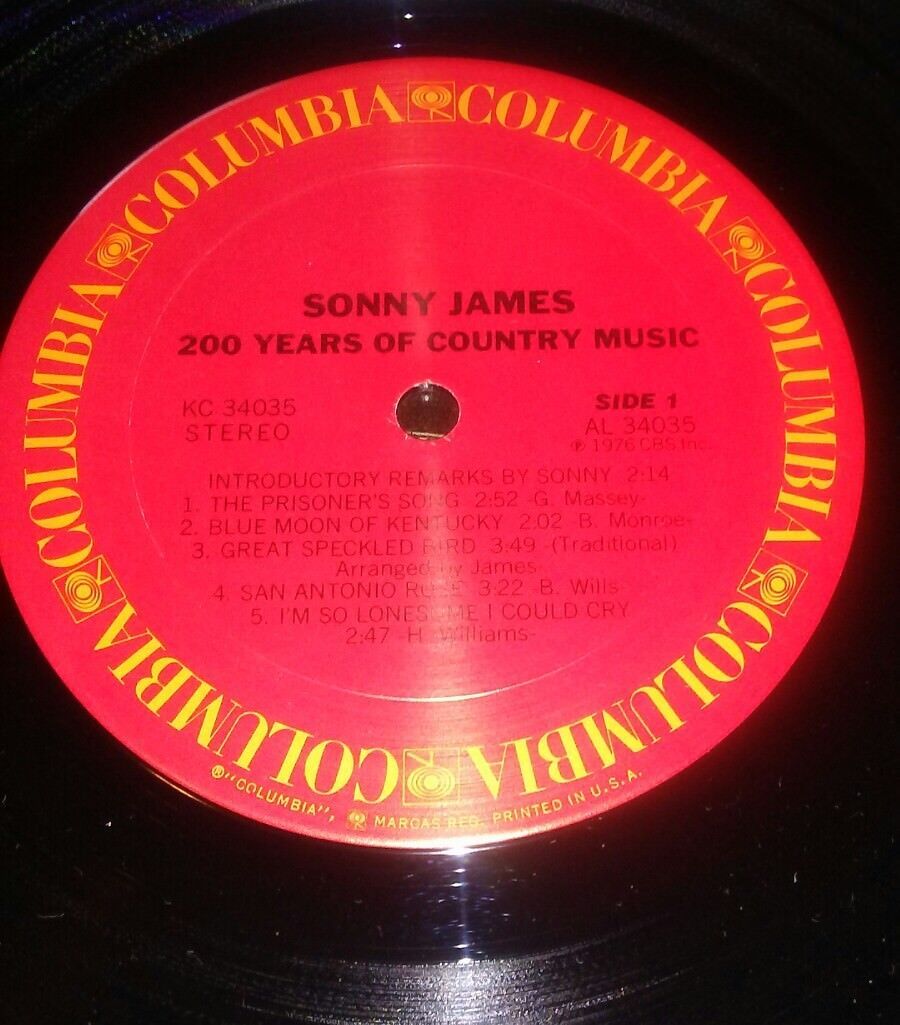 COLUMBIA COLUMBIA COLUMBIA COLUMBIA COLUMBIA COLUMBIA
SONNY JAMES
200 YEARS OF COUNTRY MUSIC
KC 34035
STEREO
SIDE 1
AL 34035
℗ 1976 CBS, Inc.
INTRODUCTORY REMARKS BY SONNY 2:14
1. THE PRISONER'S SONG 2:52 -G. Massey-
2. BLUE MOON OF KENTUCKY 2:02 -B. Monroe-
3. GREAT SPECKLED BIRD 3:49 -(Traditional)
Arranged by James-
4. SAN ANTONIO ROSE 3:22 -B. Wills-
5. I'M SO LONESOME I COULD CRY
2:47 -H. Williams-
®"COLUMBIA", MARCAS REG. PRINTED IN U.S.A.